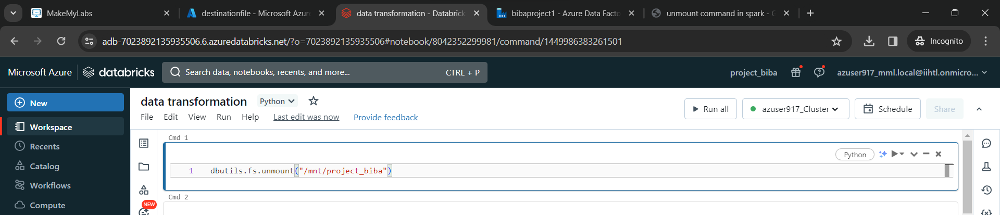 MakeMyLabs
destinationfile - Microsoft Azure
data transformation - Databrick
bibaproject1 - Azure Data Facto
unmount command in spark - G
adb-7023892135935506.6.azuredatabricks.net/?o=7023892135935506#notebook/8042352299981/command/1449986383261501
Incognito
Microsoft Azure
databricks
Search data, notebooks, recents, and more...
CTRL + P
project_biba
azuser917_mml.local@iihtl.onmicro...
New
data transformation
Python
Run all
azuser917_Cluster
Schedule
Share
File
Edit
View
Run
Help
Last edit was now
Provide feedback
Workspace
Recents
Catalog
Workflows
Compute
NEW
Cmd 1
Python
1 dbutils.fs.unmount("/mnt/project_biba")
Cmd 2